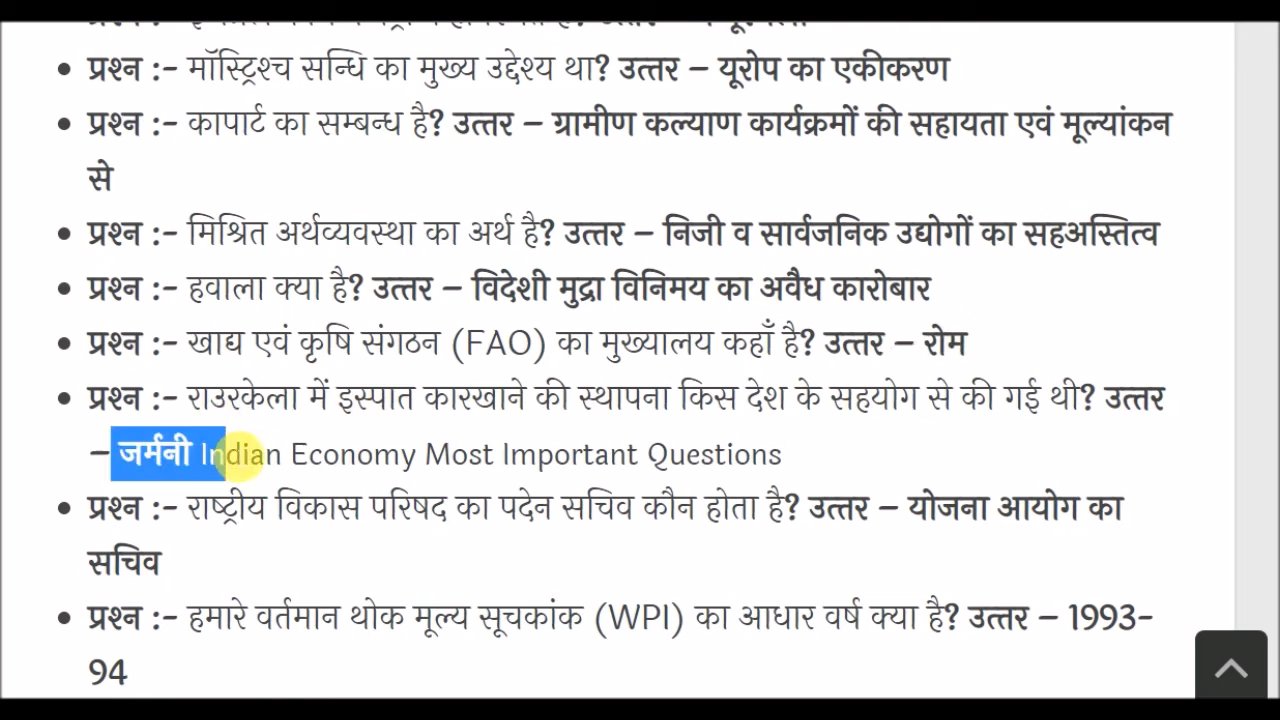 प्रश्न :- मॉस्ट्रिश्च सन्धि का मुख्य उद्देश्य था? उत्तर – यूरोप का एकीकरण
प्रश्न :- कापार्ट का सम्बन्ध है? उत्तर – ग्रामीण कल्याण कार्यक्रमों की सहायता एवं मूल्यांकन
से
प्रश्न :- मिश्रित अर्थव्यवस्था का अर्थ है? उत्तर – निजी व सार्वजनिक उद्योगों का सहअस्तित्व
प्रश्न :- हवाला क्या है? उत्तर – विदेशी मुद्रा विनिमय का अवैध कारोबार
प्रश्न :- खाद्य एवं कृषि संगठन (FAO) का मुख्यालय कहाँ है? उत्तर – रोम
प्रश्न :- राउरकेला में इस्पात कारखाने की स्थापना किस देश के सहयोग से की गई थी? उत्तर
– जर्मनी Indian Economy Most Important Questions
प्रश्न :- राष्ट्रीय विकास परिषद का पदेन सचिव कौन होता है? उत्तर – योजना आयोग का
सचिव
प्रश्न :- हमारे वर्तमान थोक मूल्य सूचकांक (WPI) का आधार वर्ष क्या है? उत्तर – 1993-
94